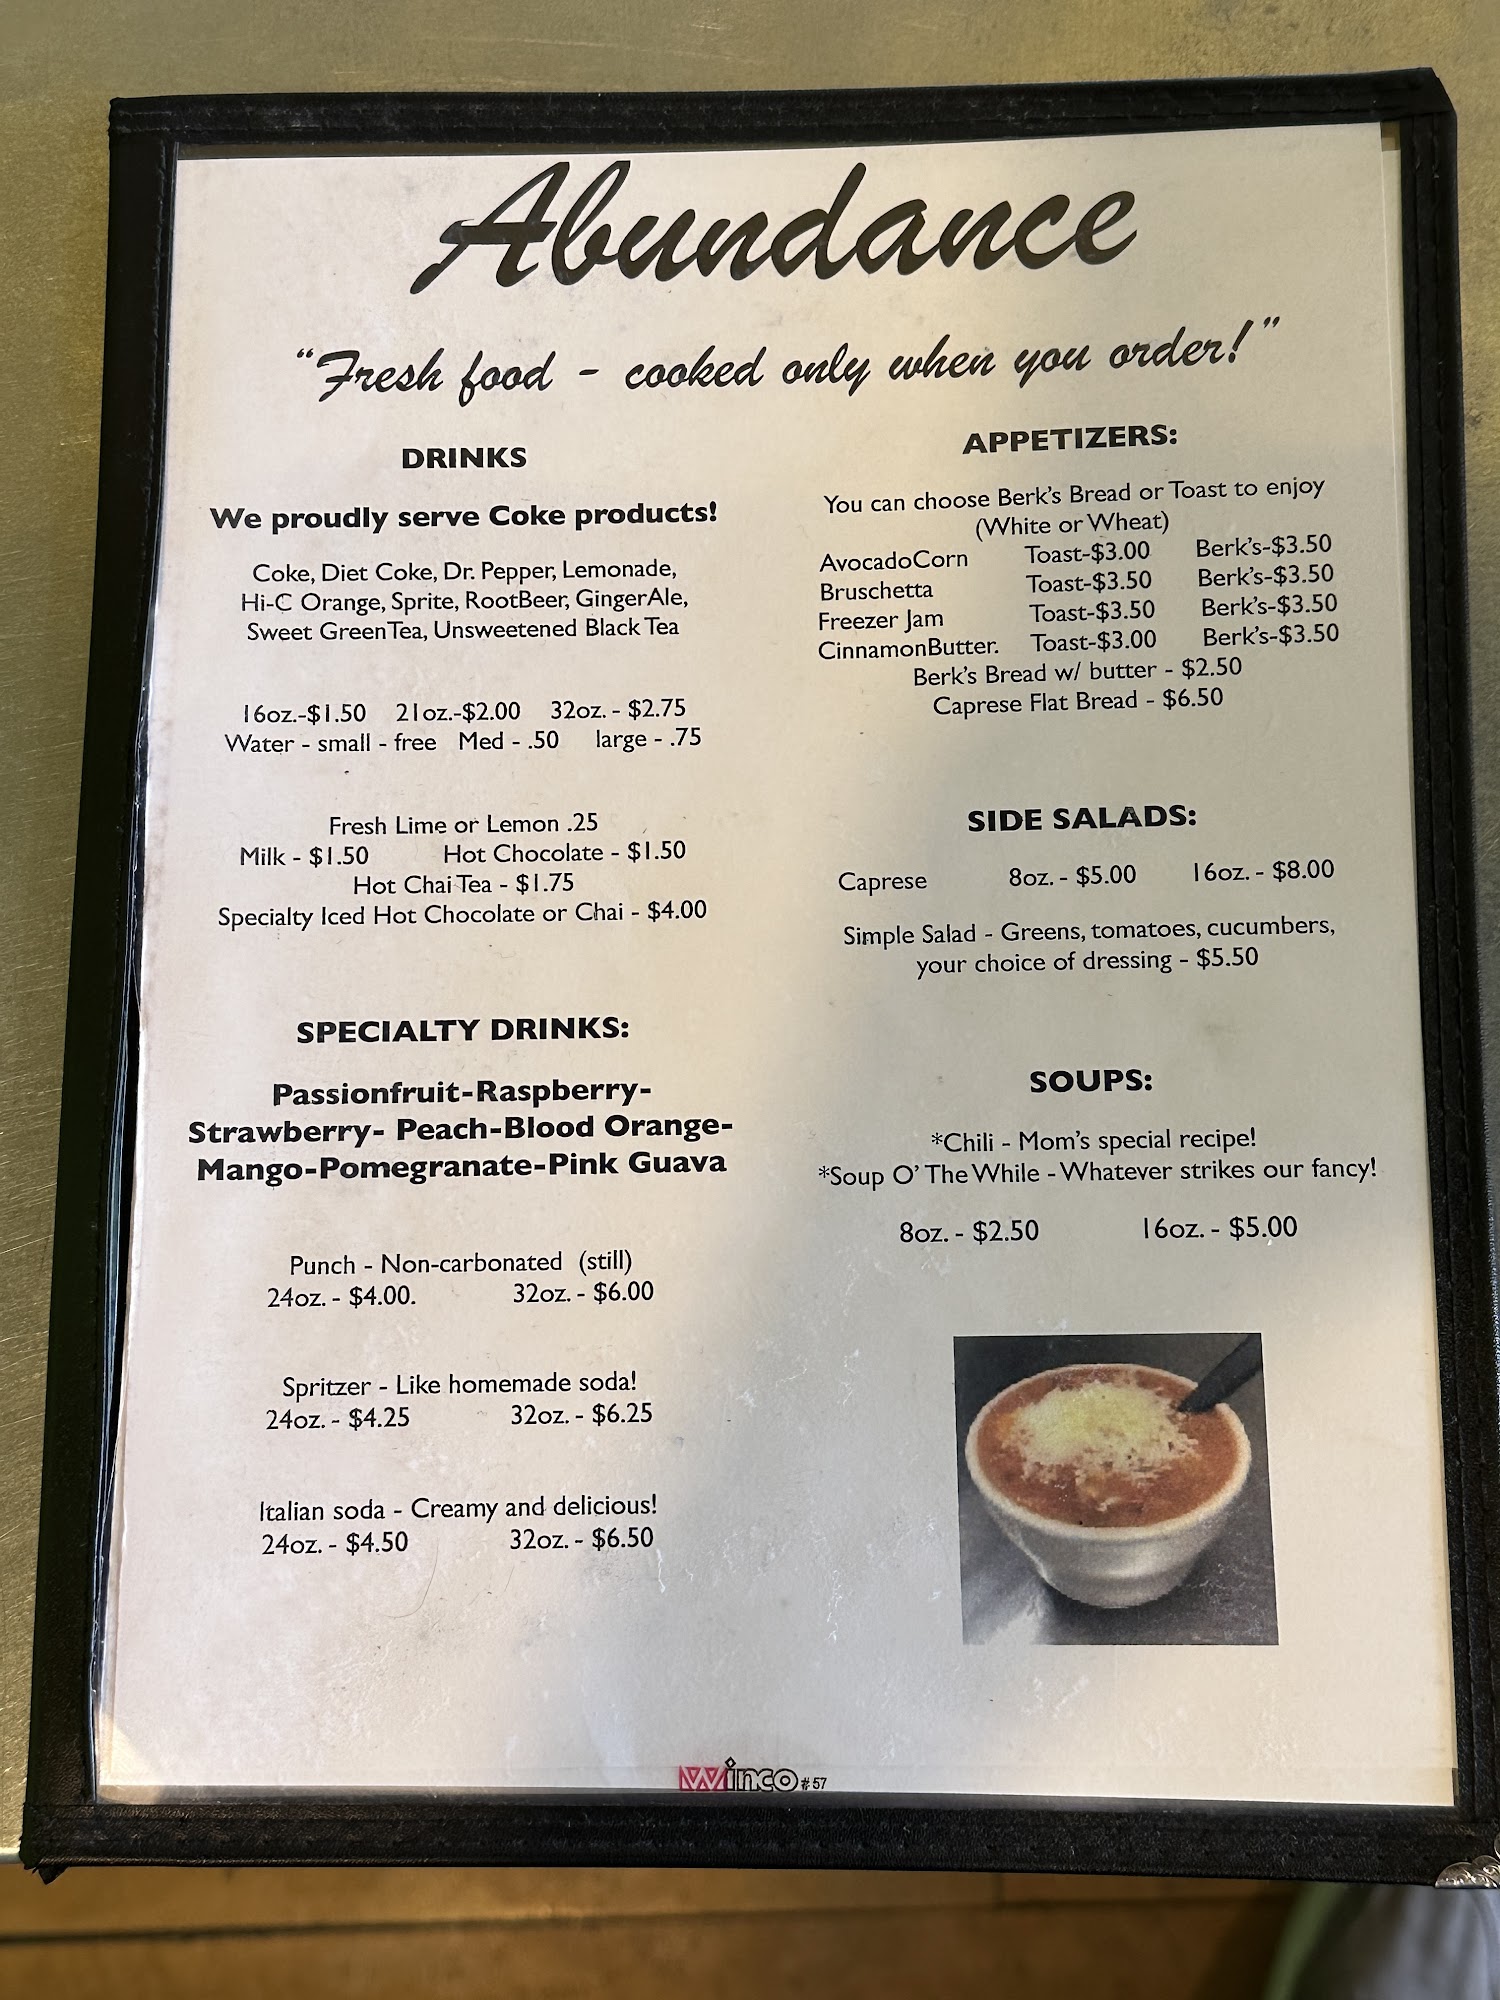 Abundance
"Fresh food - cooked only when you order!"
DRINKS
We proudly serve Coke products!
Coke, Diet Coke, Dr. Pepper, Lemonade,
Hi-C Orange, Sprite, RootBeer, GingerAle,
Sweet GreenTea, Unsweetened Black Tea
16oz.-$1.50 21oz.-$2.00 32oz. - $2.75
Water - small - free Med - .50 large - .75
Fresh Lime or Lemon .25
Milk - $1.50 Hot Chocolate - $1.50
Hot Chai Tea - $1.75
Specialty Iced Hot Chocolate or Chai - $4.00
SPECIALTY DRINKS:
Passionfruit-Raspberry-
Strawberry- Peach-Blood Orange-
Mango-Pomegranate-Pink Guava
Punch - Non-carbonated (still)
24oz. - $4.00. 32oz. - $6.00
Spritzer - Like homemade soda!
24oz. - $4.25 32oz. - $6.25
Italian soda - Creamy and delicious!
24oz. - $4.50 32oz. - $6.50
APPETIZERS:
You can choose Berk's Bread or Toast to enjoy
(White or Wheat)
AvocadoCorn Toast-$3.00 Berk's-$3.50
Bruschetta Toast-$3.50 Berk's-$3.50
Freezer Jam Toast-$3.50 Berk's-$3.50
CinnamonButter. Toast-$3.00 Berk's-$3.50
Berk's Bread w/ butter - $2.50
Caprese Flat Bread - $6.50
SIDE SALADS:
Caprese 8oz. - $5.00 16oz. - $8.00
Simple Salad - Greens, tomatoes, cucumbers,
your choice of dressing - $5.50
SOUPS:
*Chili - Mom's special recipe!
*Soup O' The While - Whatever strikes our fancy!
8oz. - $2.50 16oz. - $5.00
Winco #57